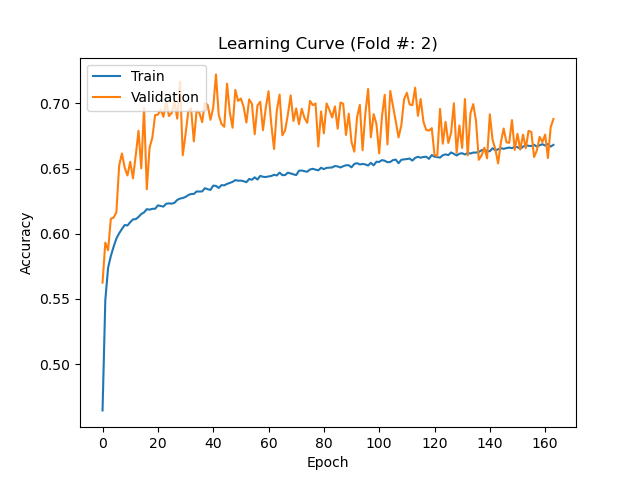 Learning Curve (Fold #: 2)
Train
Validation
0.70
0.65
0.60
0.55
0.50
Accuracy
0 20 40 60 80 100 120 140 160
Epoch